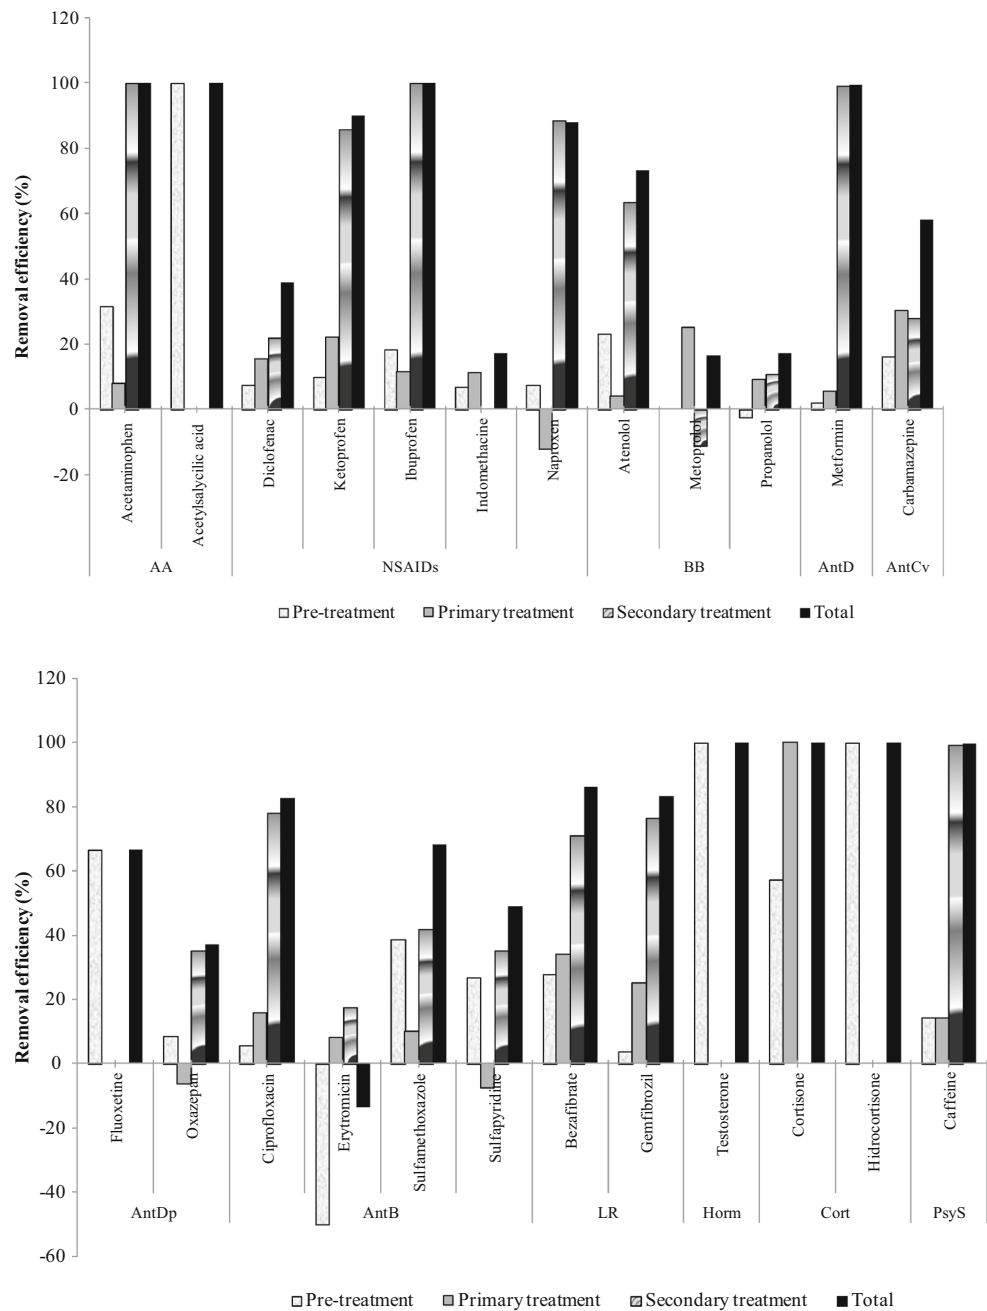 120
100
80
60
40
20
0
-20
Removal efficiency (%)
Acetaminophen
Acetylsalycilic acid
Diclofenac
Ketoprofen
Ibuprofen
Indomethacine
Naproxen
Atenolol
Metoprolol
Propanolol
Metformin
Carbamazepine
AA NSAIDs BB AntD AntCv
Pre-treatment Primary treatment Secondary treatment Total
120
100
80
60
40
20
0
-20
-40
-60
Removal efficiency (%)
Fluoxetine
Oxazepan
Ciprofloxacin
Erytromicin
Sulfamethoxazole
Sulfapyridine
Bezafibrate
Gemfibrozil
Testosterone
Cortisone
Hidrocortisone
Caffeine
AntDp AntB LR Horm Cort PsyS
Pre-treatment Primary treatment Secondary treatment Total